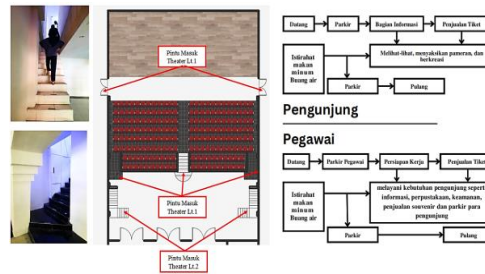 Pintu Masuk
Theater Lt.1
Pintu Masuk
Theater Lt.1
Pintu Masuk
Theater Lt.2
Datang
Parkir
Bagian Informasi
Penjualan Tiket
Istirahat
makan
minum
Buang air
Melihat-lihat, menyaksikan pameran, dan
berkreasi
Parkir
Pulang
Pengunjung
Pegawai
Datang
Parkir Pegawai
Persiapan Kerja
Penjualan Tiket
Istirahat
makan
minum
Buang air
melayani kebutuhan pengunjung seperti
informasi, perpustakaan, keamanan,
penjualan souvenir dan parkir para
pengunjung
Parkir
Pulang